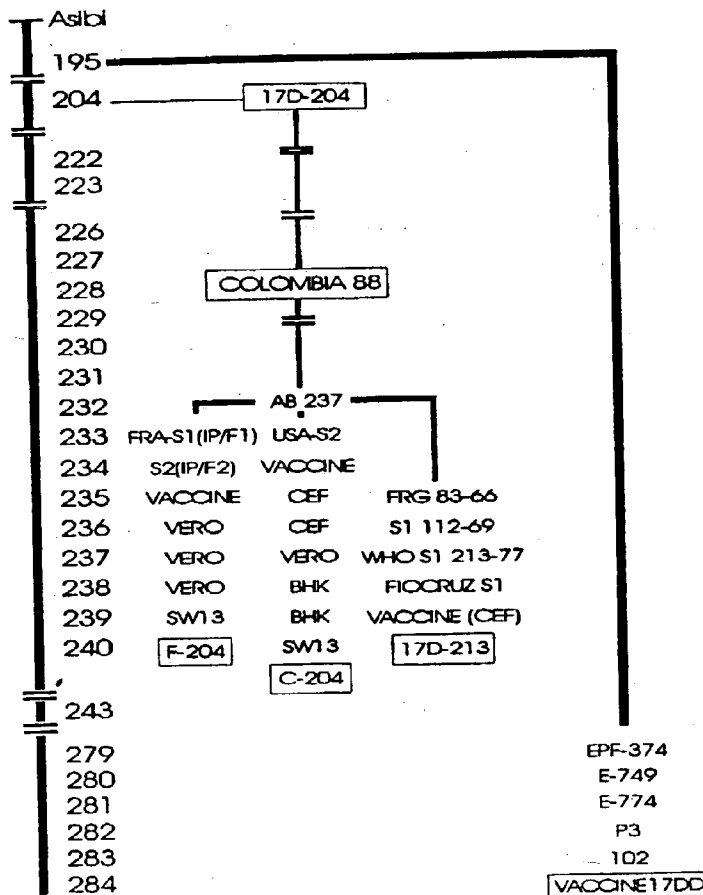 Asibi
195
204 17D-204
222
223
226
227
228 COLOMBIA 88
229
230
231
232 AB 237
233 FRA-S1(IP/F1) USA-S2
234 S2(IP/F2) VACCINE
235 VACCINE CEF FRG 83-66
236 VERO CEF S1 112-69
237 VERO VERO WHO S1 213-77
238 VERO BHK FIOCRUZ S1
239 SW13 BHK VACCINE (CEF)
240 F-204 SW13 17D-213
C-204
243
279 EPF-374
280 E-749
281 E-774
282 P3
283 102
284 VACCINE17DD